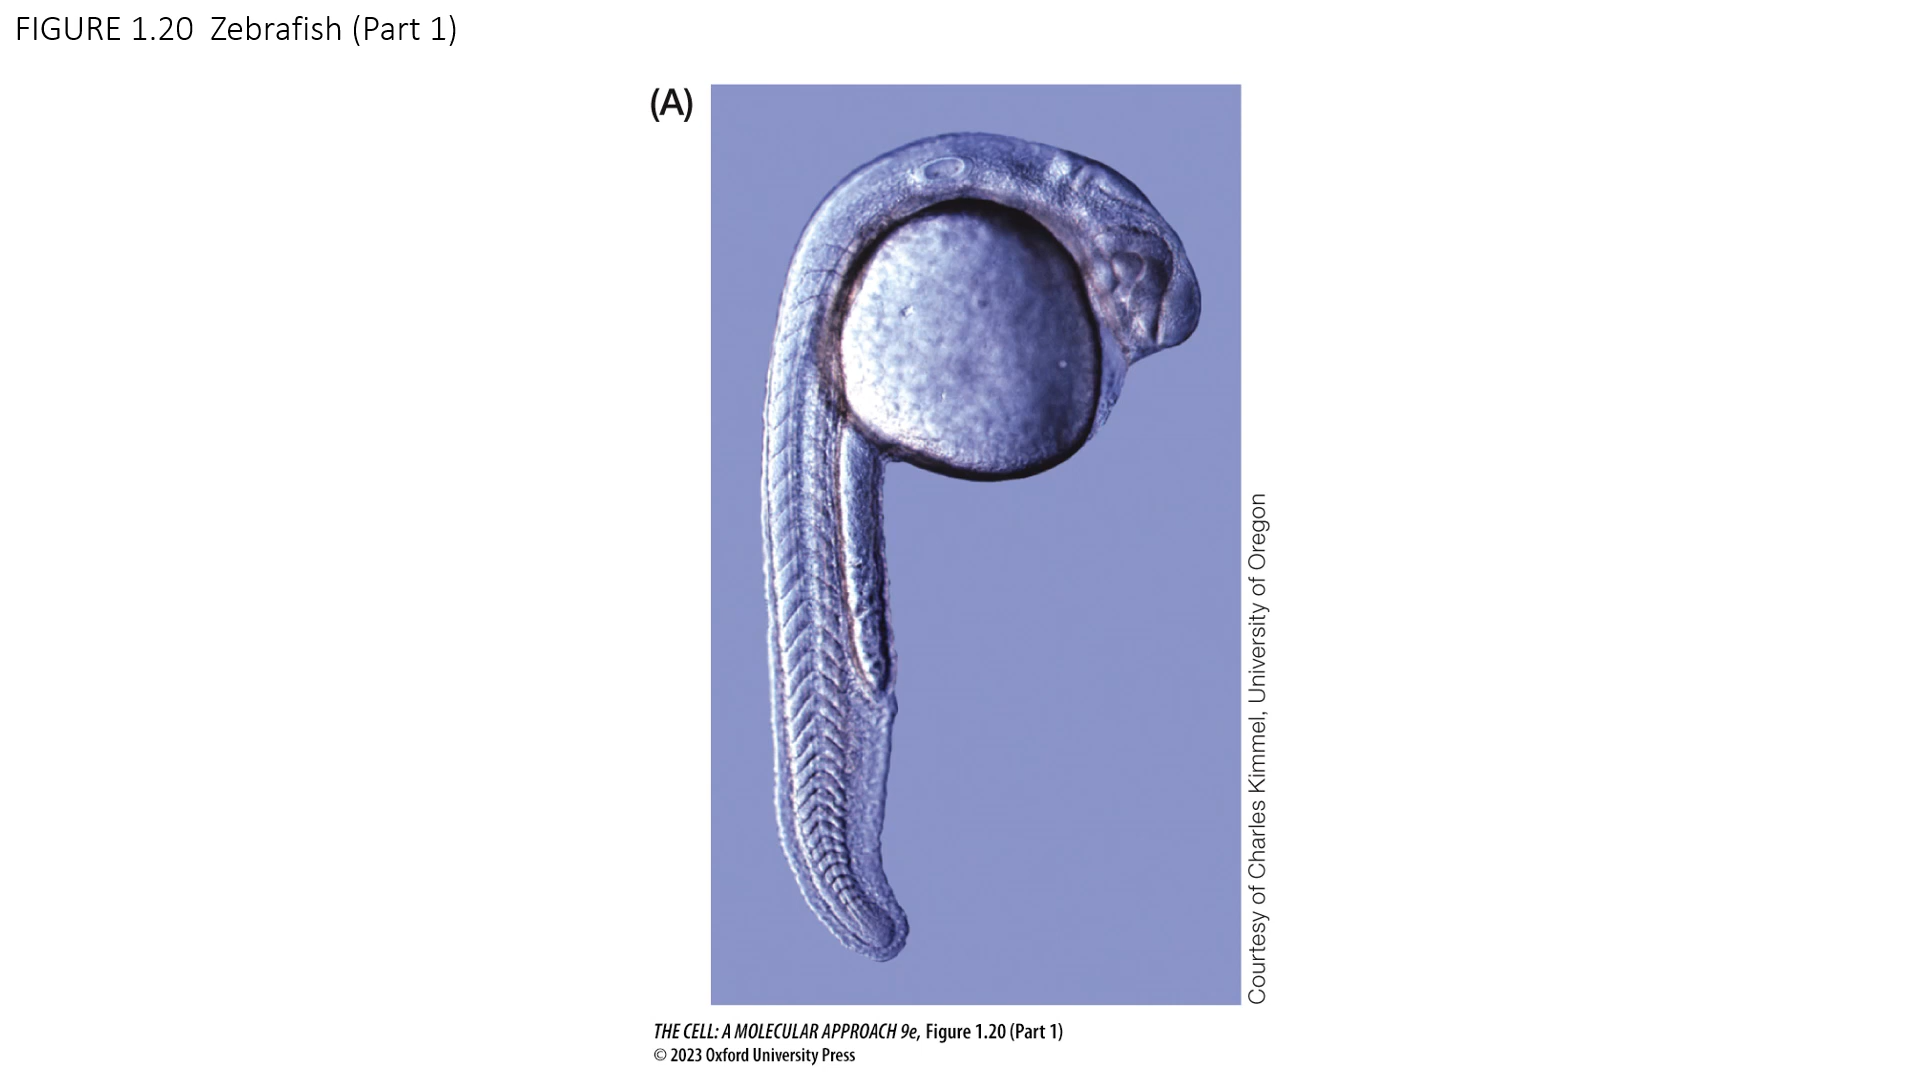 FIGURE 1.20 Zebrafish (Part 1)
(A)
Courtesy of Charles Kimmel, University of Oregon
THE CELL: A MOLECULAR APPROACH 9e, Figure 1.20 (Part 1)
© 2023 Oxford University Press